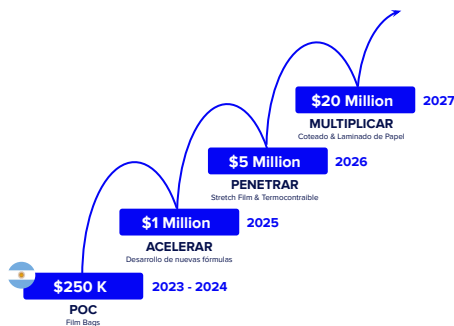 $20 Million 2027
MULTIPLICAR
Coteado & Laminado de Papel
$5 Million 2026
PENETRAR
Stretch Film & Termocontraible
$1 Million 2025
ACELERAR
Desarrollo de nuevas fórmulas
$250 K 2023 - 2024
POC
Film Bags